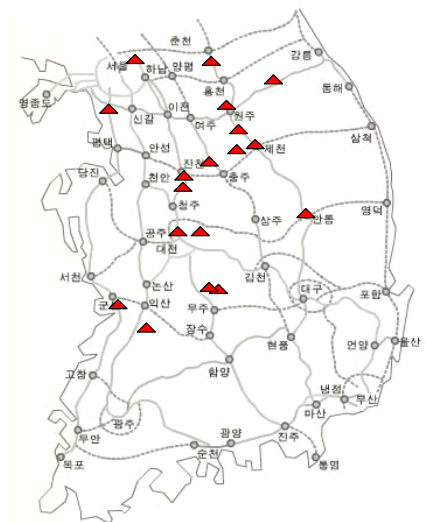 춘천
강릉
서울
하남
양평
홍천
동해
영종도
이천
원주
신갈
여주
삼척
평택
안성
제천
진천
당진
천안
충주
청주
영덕
상주
안동
공주
대전
서천
김천
논산
대구
포항
군
익산
무주
장수
현풍
언양
울산
함양
고창
냉정
부산
마산
광주
무안
광양
진주
순천
목포
통영